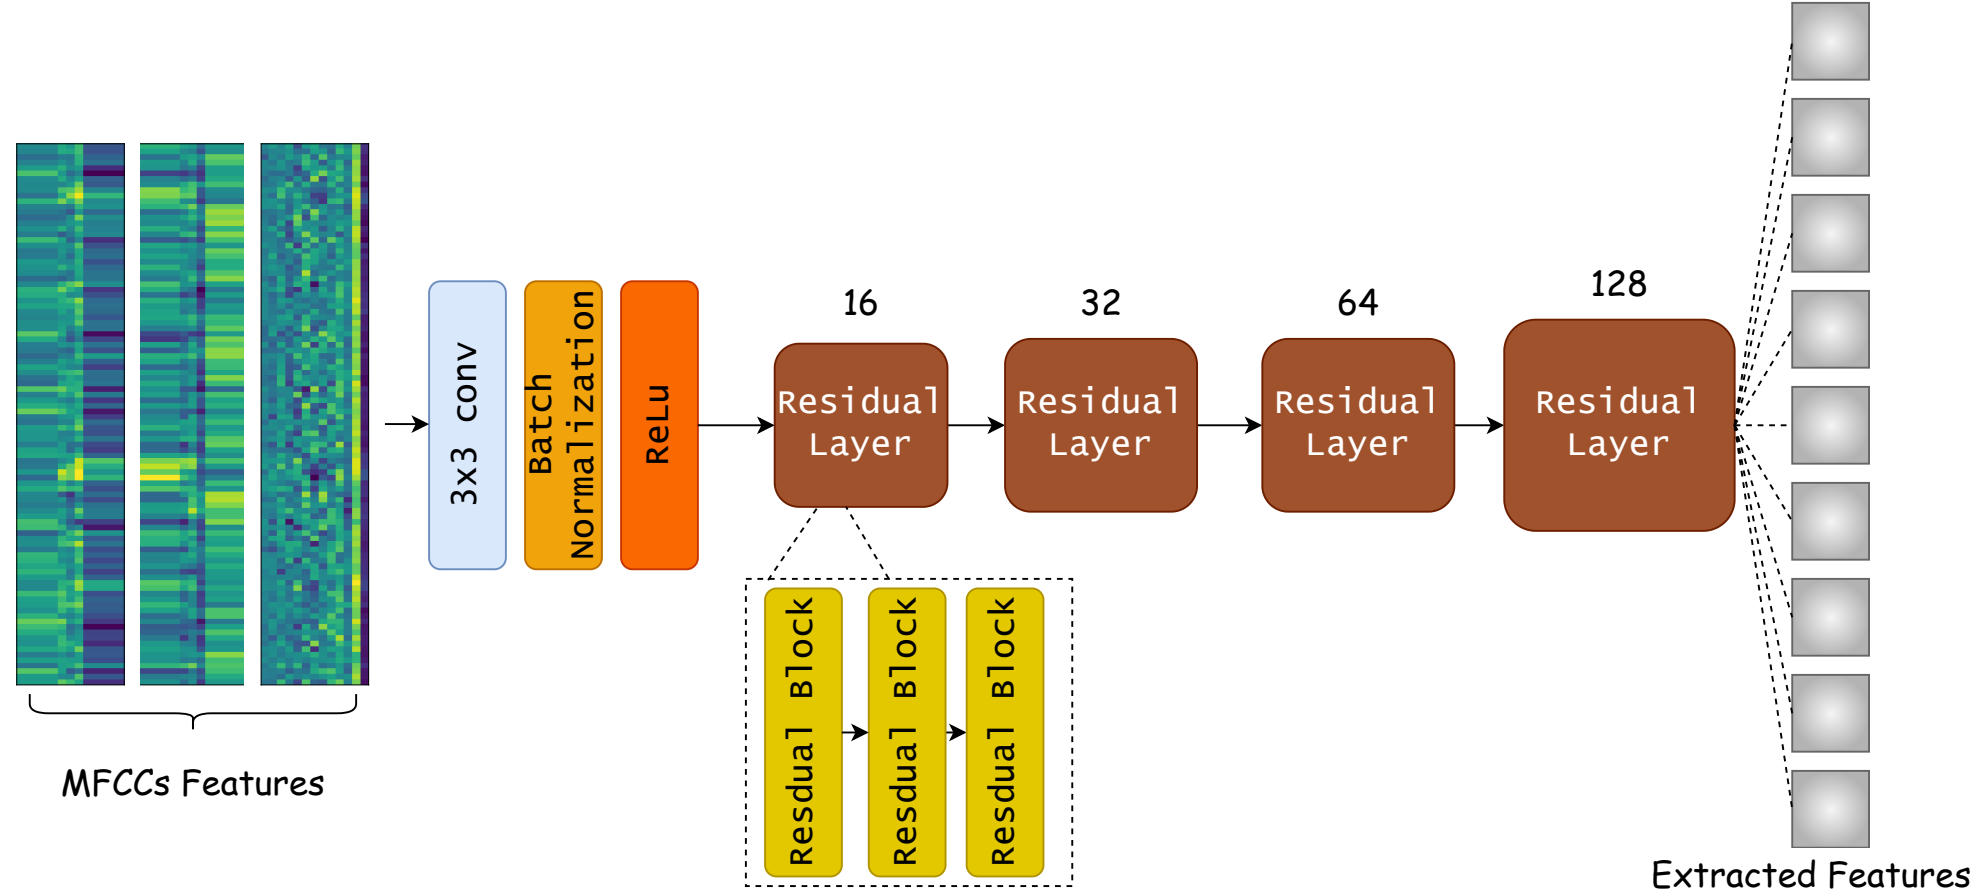 MFCCs Features
3x3 conv
Batch
Normalization
ReLu
16
Residual
Layer
32
Residual
Layer
64
Residual
Layer
128
Residual
Layer
Resdual Block
Resdual Block
Resdual Block
Extracted Features